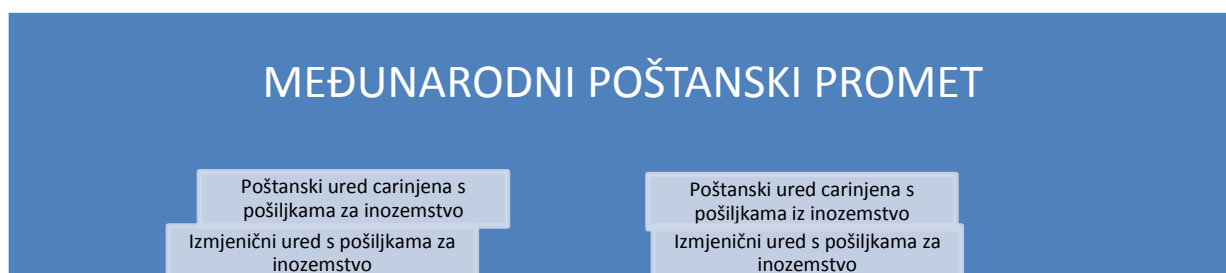 MEĐUNARODNI POŠTANSKI PROMET
Poštanski ured carinjena s
pošiljkama za inozemstvo
Izmjenični ured s pošiljkama za
inozemstvo
Poštanski ured carinjena s
pošiljkama iz inozemstvo
Izmjenični ured s pošiljkama za
inozemstvo